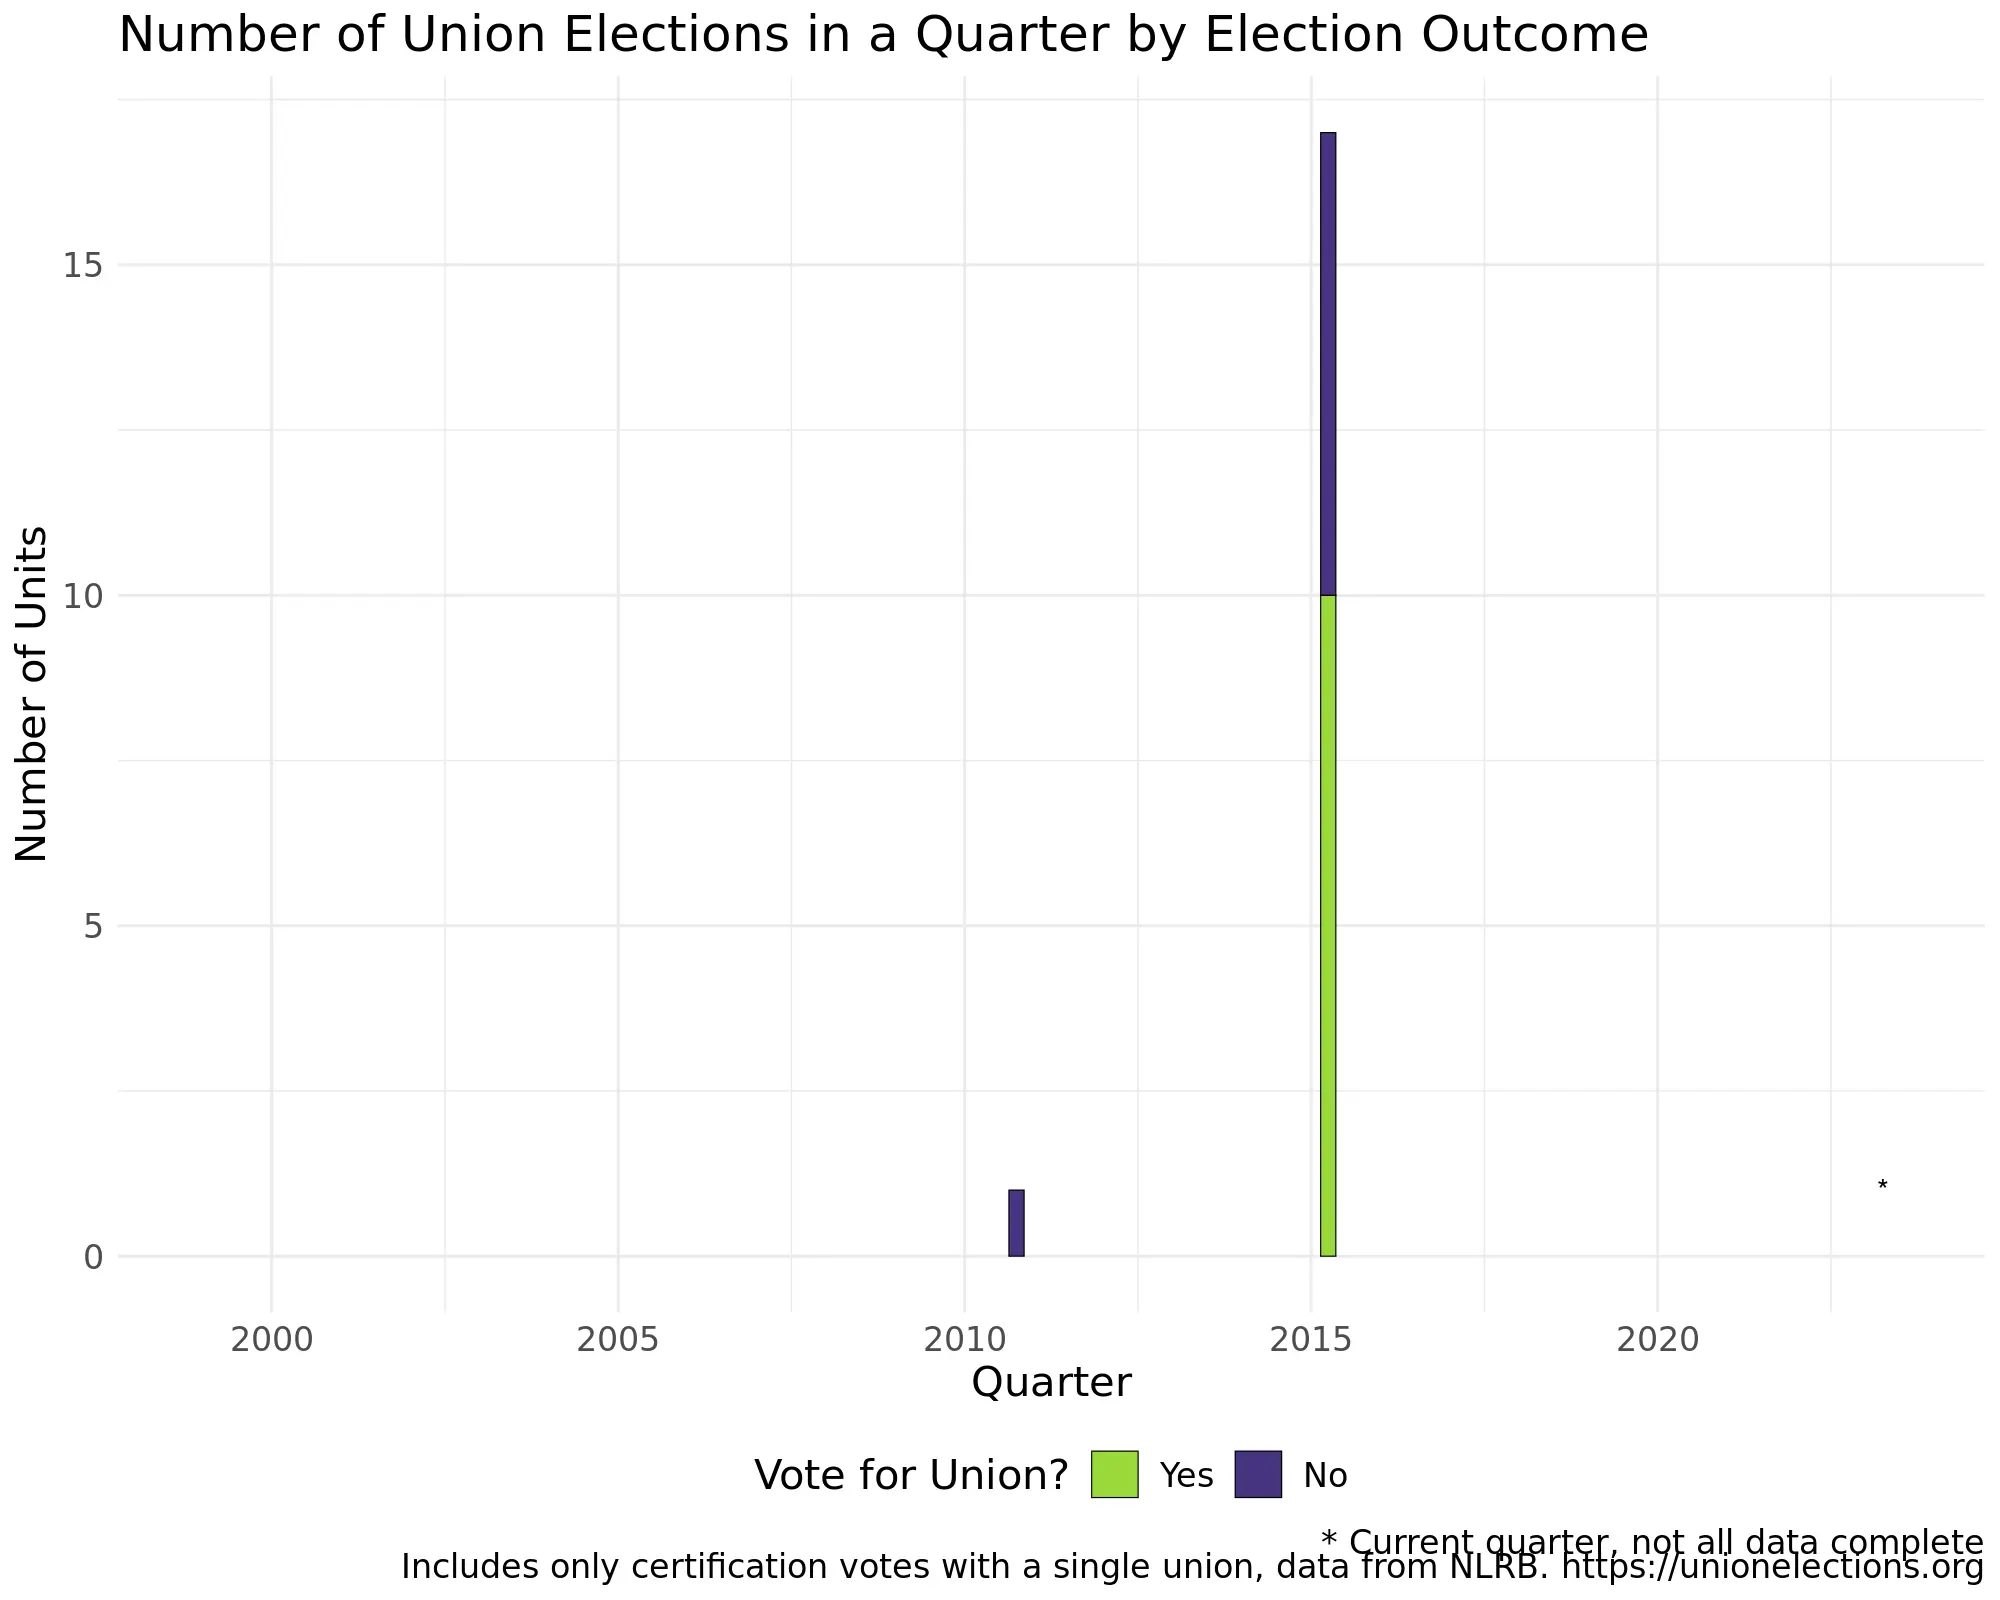 Number of Union Elections in a Quarter by Election Outcome
Number of Units
15
10
5
0
*
2000 2005 2010 2015 2020
Quarter
Vote for Union? Yes No
* Current quarter, not all data complete
Includes only certification votes with a single union, data from NLRB. https://unionelections.org